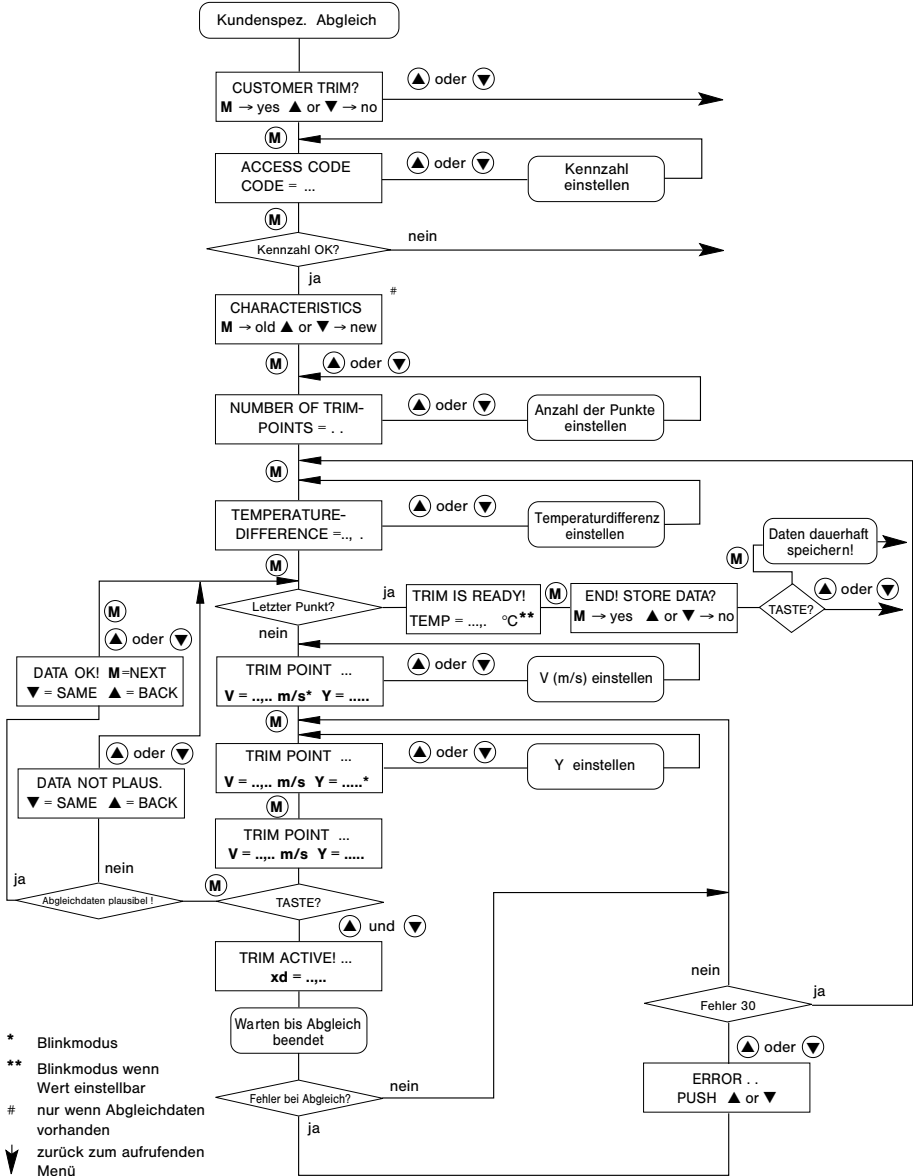 Kundenspez. Abgleich
CUSTOMER TRIM?
M → yes ▲ or ▼ → no
▲ oder ▼
M
ACCESS CODE
CODE = ...
▲ oder ▼
Kennzahl
einstellen
M
Kennzahl OK?
nein
ja
#
CHARACTERISTICS
M → old ▲ or ▼ → new
M
▲ oder ▼
NUMBER OF TRIM-
POINTS = . .
▲ oder ▼
Anzahl der Punkte
einstellen
M
TEMPERATURE-
DIFFERENCE =.., .
▲ oder ▼
Temperaturdifferenz
einstellen
M
Letzter Punkt?
ja
nein
TRIM IS READY!
TEMP = ...,. °C**
M
END! STORE DATA?
M → yes ▲ or ▼ → no
TASTE?
M
Daten dauerhaft
speichern!
▲ oder ▼
M
▲ oder ▼
DATA OK! M=NEXT
▼ = SAME ▲ = BACK
TRIM POINT ...
V = ..,.. m/s* Y = .....
▲ oder ▼
V (m/s) einstellen
M
▲ oder ▼
DATA NOT PLAUS.
▼ = SAME ▲ = BACK
TRIM POINT ...
V = ..,.. m/s Y = .....*
▲ oder ▼
Y einstellen
M
TRIM POINT ...
V = ..,.. m/s Y = .....
ja
nein
Abgleichdaten plausibel !
M
TASTE?
▲ und ▼
TRIM ACTIVE! ...
xd = ..,..
Warten bis Abgleich
beendet
Fehler bei Abgleich?
nein
ja
nein
Fehler 30
ja
▲ oder ▼
ERROR . .
PUSH ▲ or ▼
* Blinkmodus
** Blinkmodus wenn
Wert einstellbar
# nur wenn Abgleichdaten
vorhanden
zurück zum aufrufenden
Menü